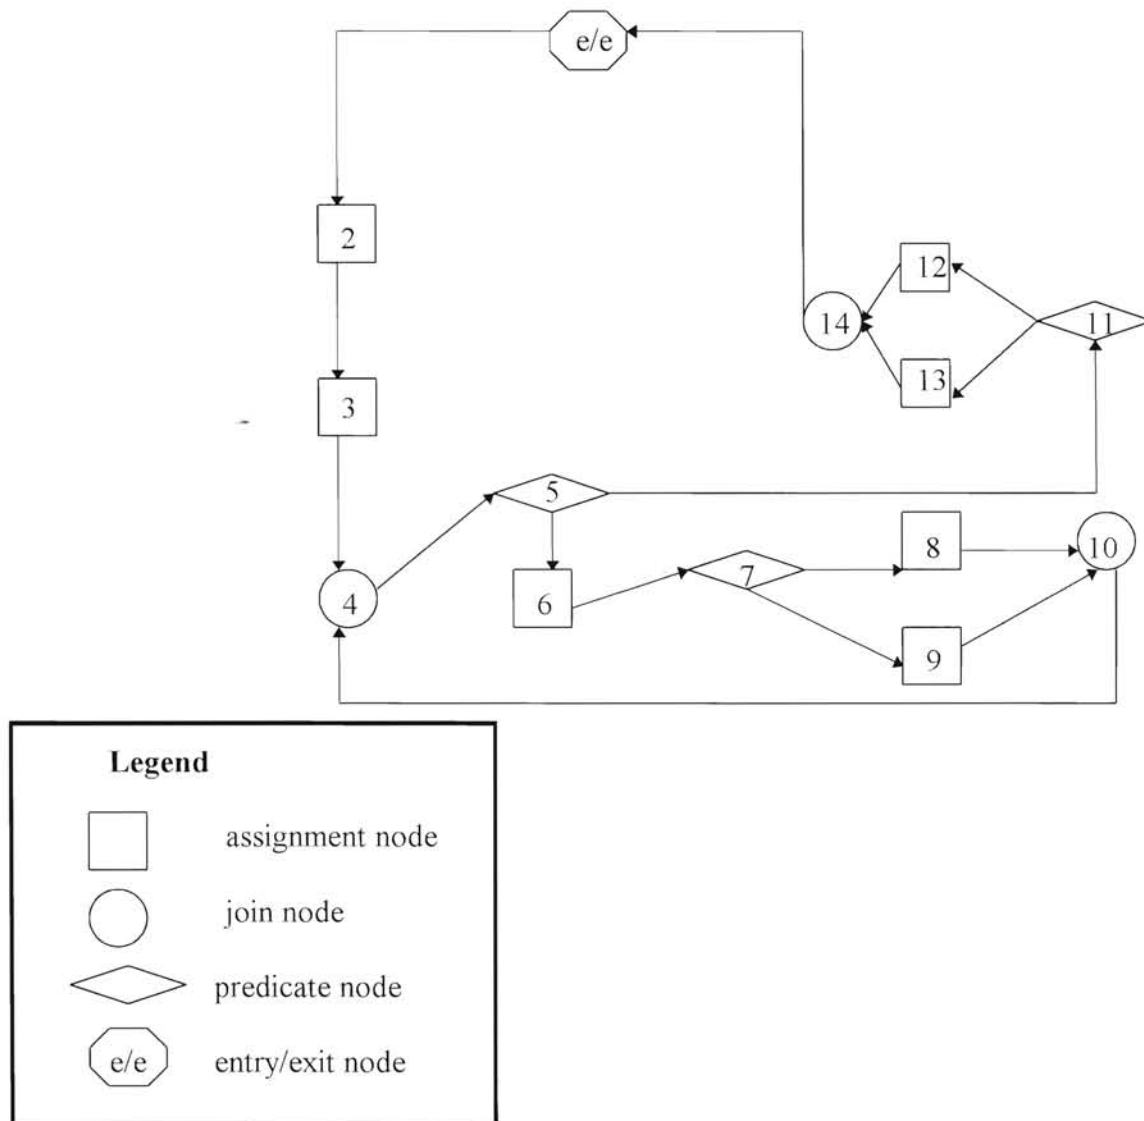 e/e
2
12
14
11
13
3
5
8
10
7
6
4
9
Legend
assignment node
join node
predicate node
e/e entry/exit node